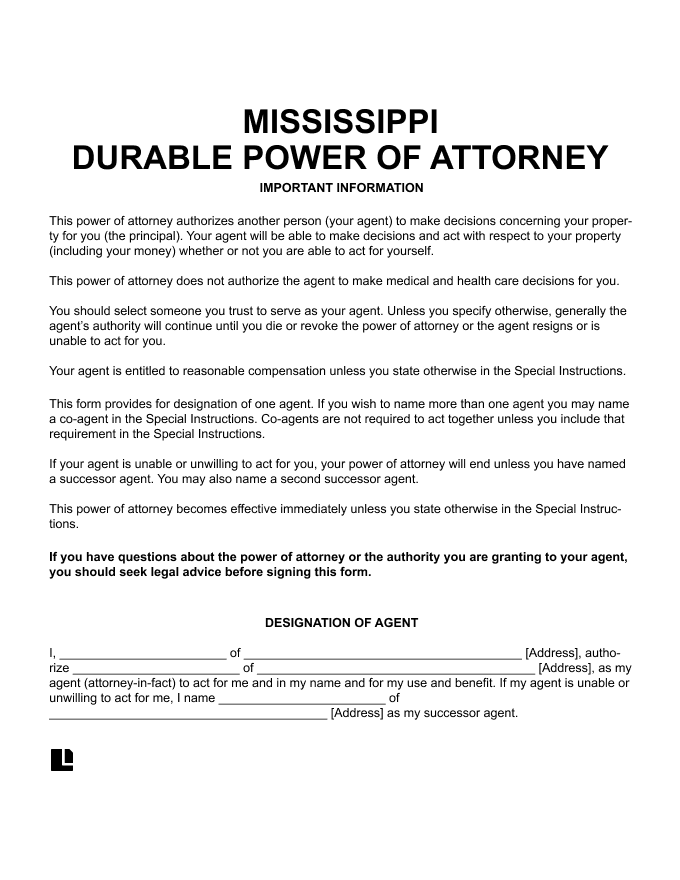 MISSISSIPPI
DURABLE POWER OF ATTORNEY
IMPORTANT INFORMATION
This power of attorney authorizes another person (your agent) to make decisions concerning your proper-
ty for you (the principal). Your agent will be able to make decisions and act with respect to your property
(including your money) whether or not you are able to act for yourself.
This power of attorney does not authorize the agent to make medical and health care decisions for you.
You should select someone you trust to serve as your agent. Unless you specify otherwise, generally the
agent’s authority will continue until you die or revoke the power of attorney or the agent resigns or is
unable to act for you.
Your agent is entitled to reasonable compensation unless you state otherwise in the Special Instructions.
This form provides for designation of one agent. If you wish to name more than one agent you may name
a co-agent in the Special Instructions. Co-agents are not required to act together unless you include that
requirement in the Special Instructions.
If your agent is unable or unwilling to act for you, your power of attorney will end unless you have named
a successor agent. You may also name a second successor agent.
This power of attorney becomes effective immediately unless you state otherwise in the Special Instruc-
tions.
If you have questions about the power of attorney or the authority you are granting to your agent,
you should seek legal advice before signing this form.
DESIGNATION OF AGENT
I, ________________________ of ________________________________________ [Address], autho-
rize ________________________ of ________________________________________ [Address], as my
agent (attorney-in-fact) to act for me and in my name and for my use and benefit. If my agent is unable or
unwilling to act for me, I name ________________________ of
________________________________________ [Address] as my successor agent.